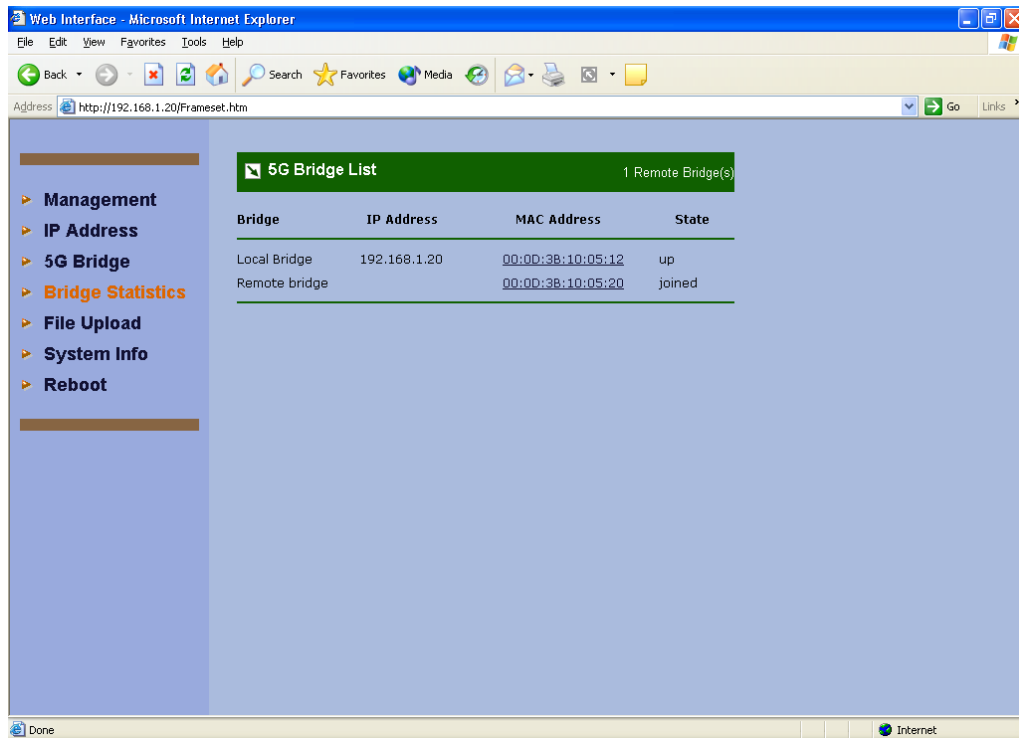 Web Interface - Microsoft Internet Explorer
File Edit View Favorites Tools Help
Back Search Favorites Media
Address http://192.168.1.20/Frameset.htm Go Links
Management
IP Address
5G Bridge
Bridge Statistics
File Upload
System Info
Reboot
5G Bridge List 1 Remote Bridge(s)
Bridge IP Address MAC Address State
Local Bridge 192.168.1.20 00:0D:3B:10:05:12 up
Remote bridge 00:0D:3B:10:05:20 joined
Done Internet